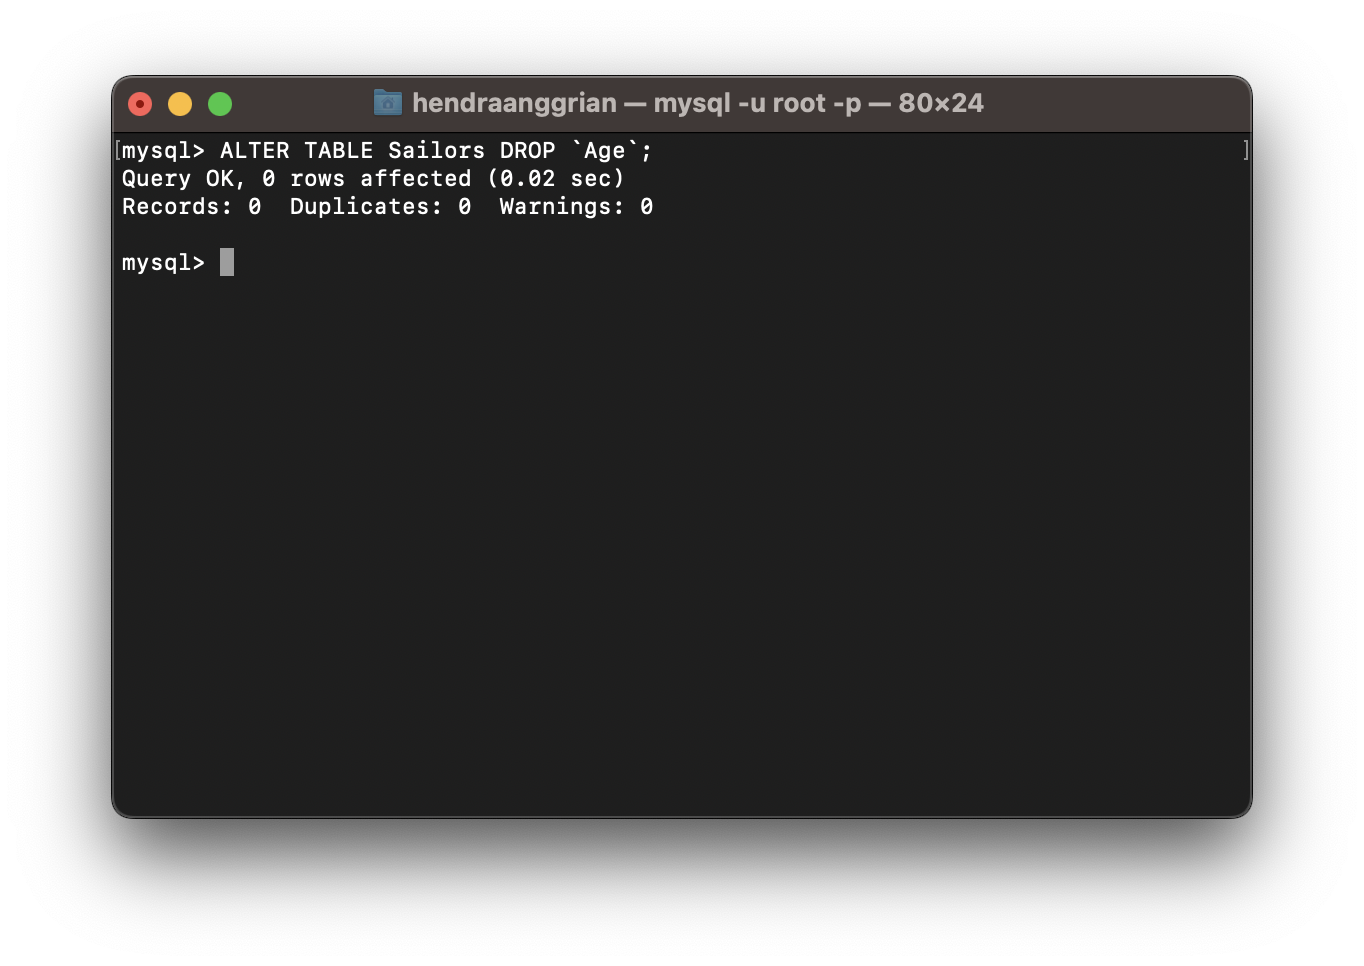 hendraanggrian — mysql -u root -p — 80×24
[mysql> ALTER TABLE Sailors DROP `Age`; ]
Query OK, 0 rows affected (0.02 sec)
Records: 0  Duplicates: 0  Warnings: 0
mysql>